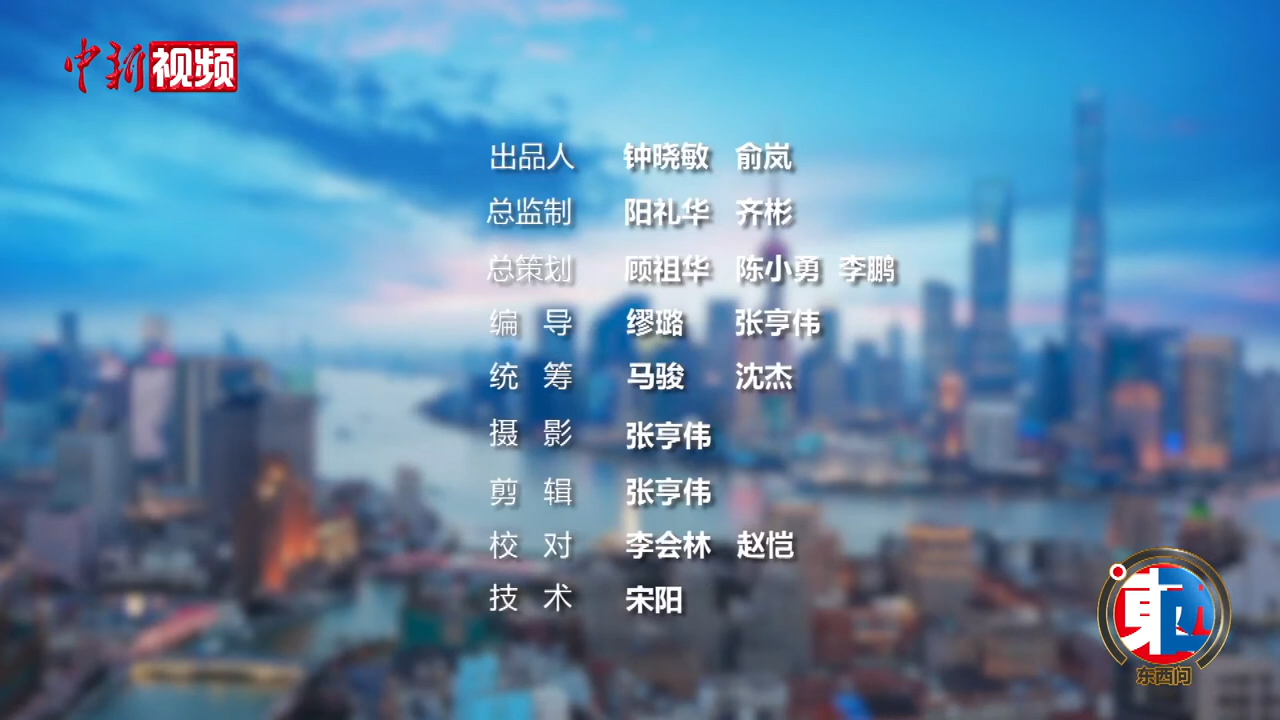 中新视频
出品人 钟晓敏 俞岚
总监制 阳礼华 齐彬
总策划 顾祖华 陈小勇 李鹏
编 导 缪璐 张亨伟
统 筹 马骏 沈杰
摄 影 张亨伟
剪 辑 张亨伟
校 对 李会林 赵恺
技 术 宋阳
東西
东西问